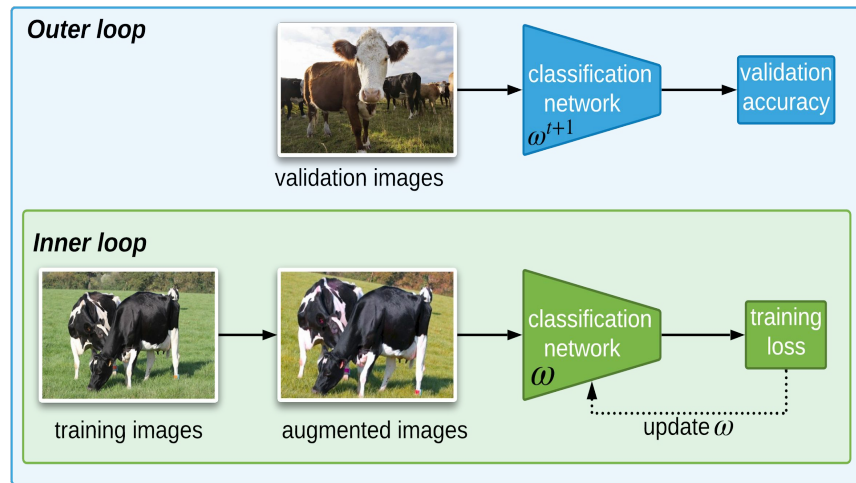 Outer loop
classification
network
ω^{t+1}
validation
accuracy
validation images
Inner loop
classification
network
ω
training
loss
training images
augmented images
update ω